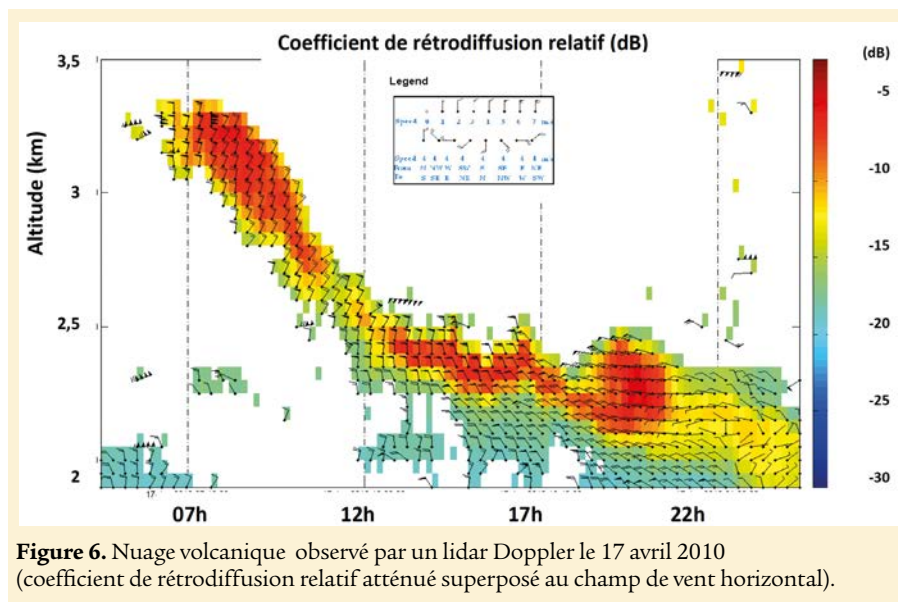 Coefficient de rétrodiffusion relatif (dB)
(dB)
3,5
3
2,5
2
Altitude (km)
Legend
-5
-10
-15
-20
-25
-30
07h
12h
17h
22h
Figure 6. Nuage volcanique observé par un lidar Doppler le 17 avril 2010
(coefficient de rétrodiffusion relatif atténué superposé au champ de vent horizontal).